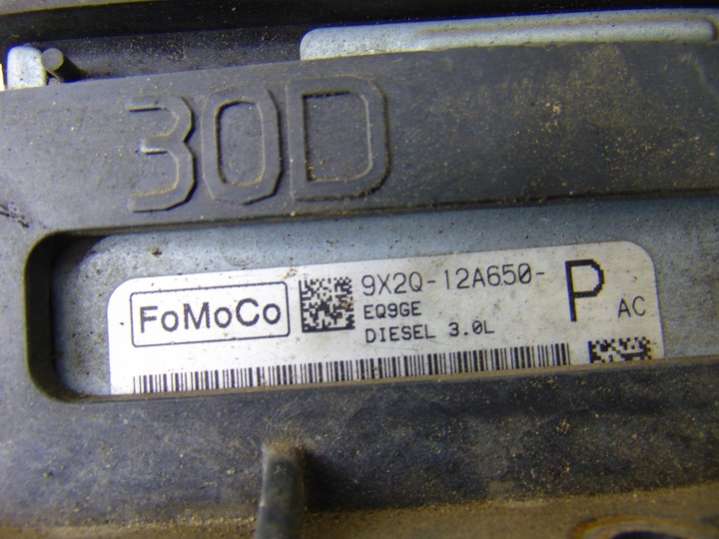 30D
FoMoCo
9X2Q-12A650-
P
AC
EQ9GE
DIESEL 3.0L